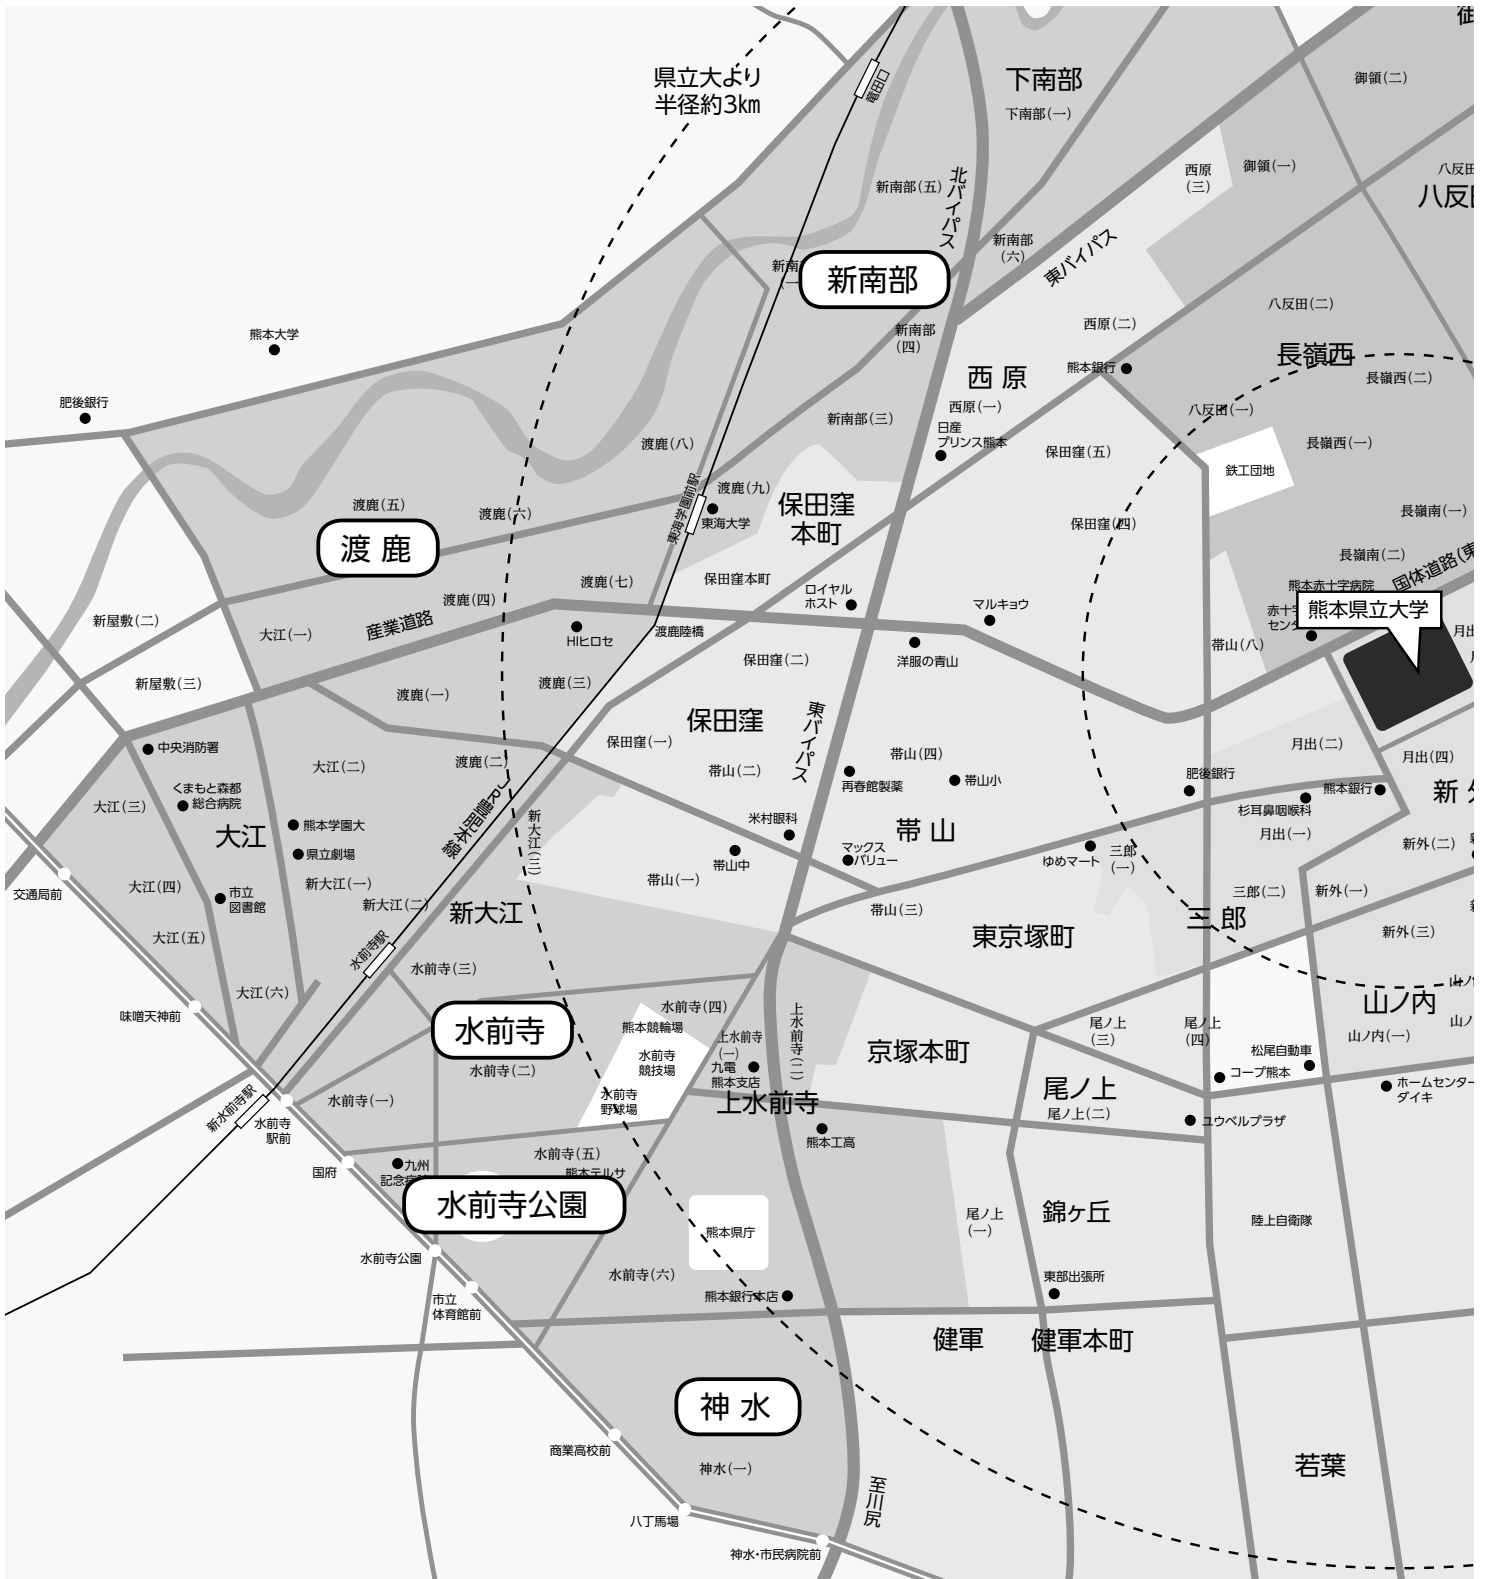 県立大より
半径約3km
竜田口
下南部
下南部(一)
御領(二)
御領(一)
西原
(三)
八反田
新南部(五)
北バイパス
新南部
(六)
東バイパス
新南部
新南部
(四)
八反田(二)
西原(二)
長嶺西
長嶺西(二)
熊本大学
肥後銀行
熊本銀行
西 原
西原(一)
日産
プリンス熊本
八反田(一)
長嶺西(一)
新南部(三)
渡鹿(八)
保田窪(五)
鉄工団地
渡鹿(五)
渡鹿(六)
渡鹿(九)
東海学園前駅
東海大学
保田窪
本町
保田窪(四)
長嶺南(一)
渡 鹿
長嶺南(二)
国体道路
保田窪本町
渡鹿(七)
渡鹿(四)
ロイヤル
ホスト
マルキョウ
熊本赤十字病院
熊本県立大学
新屋敷(二)
大江(一)
産業道路
HIヒロセ
渡鹿陸橋
洋服の青山
帯山(八)
保田窪(二)
新屋敷(三)
渡鹿(一)
渡鹿(三)
保田窪
東バイパス
中央消防署
渡鹿(二)
保田窪(一)
帯山(二)
帯山(四)
月出(二)
月出(四)
大江(二)
くまもと森都
総合病院
大江(三)
JR豊肥本線
再春館製薬
帯山小
肥後銀行
杉耳鼻咽喉科
熊本銀行
大江
熊本学園大
県立劇場
新大江(三)
米村眼科
帯山 中
帯 山
マックス
バリュー
ゆめマート
三郎
(一)
月出(一)
新外(二)
交通局前
大江(四)
市立
図書館
新大江(一)
新大江(二)
新大江
帯山(一)
帯山(三)
三郎(二)
新外(一)
三 郎
東京塚町
新外(三)
大江(五)
水前寺駅
水前寺(三)
大江(六)
味噌天神前
水前寺
水前寺(四)
熊本競輪場
水前寺
競技場
水前寺
野球場
上水前寺
(一)
九電
熊本支店
上水前寺(二)
上水前寺
京塚本町
尾ノ上
(三)
尾ノ上
(四)
山ノ内
山ノ内(一)
松尾自動車
コープ熊本
ホームセンター
ダイキ
水前寺(二)
水前寺(一)
新水前寺駅
水前寺
駅前
尾ノ上
尾ノ上(二)
ユウベルプラザ
熊本工高
国府
九州
水前寺(五)
熊本テルサ
水前寺公園
水前寺公園
熊本県庁
尾ノ上
(一)
錦ヶ丘
陸上自衛隊
水前寺(六)
熊本銀行本店
東部出張所
市立
体育館前
健軍
健軍本町
神 水
商業高校前
神水(一)
若葉
至川尻
八丁馬場
神水・市民病院前